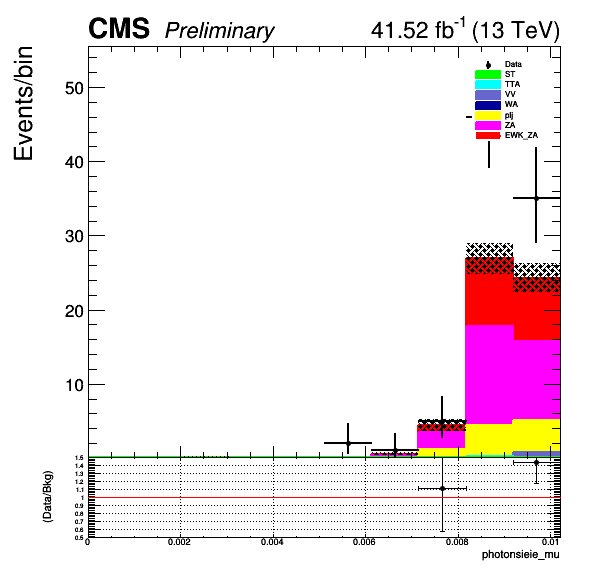 CMS Preliminary 41.52 fb-1 (13 TeV)
Events/bin
50
40
30
20
10
Data
ST
TTA
VV
WA
plj
ZA
EWK_ZA
(Data/Bkg)
1.5
1.4
1.3
1.2
1.1
1
0.9
0.8
0.7
0.6
0.5
0 0.002 0.004 0.006 0.008 0.01
photonsieie_mu